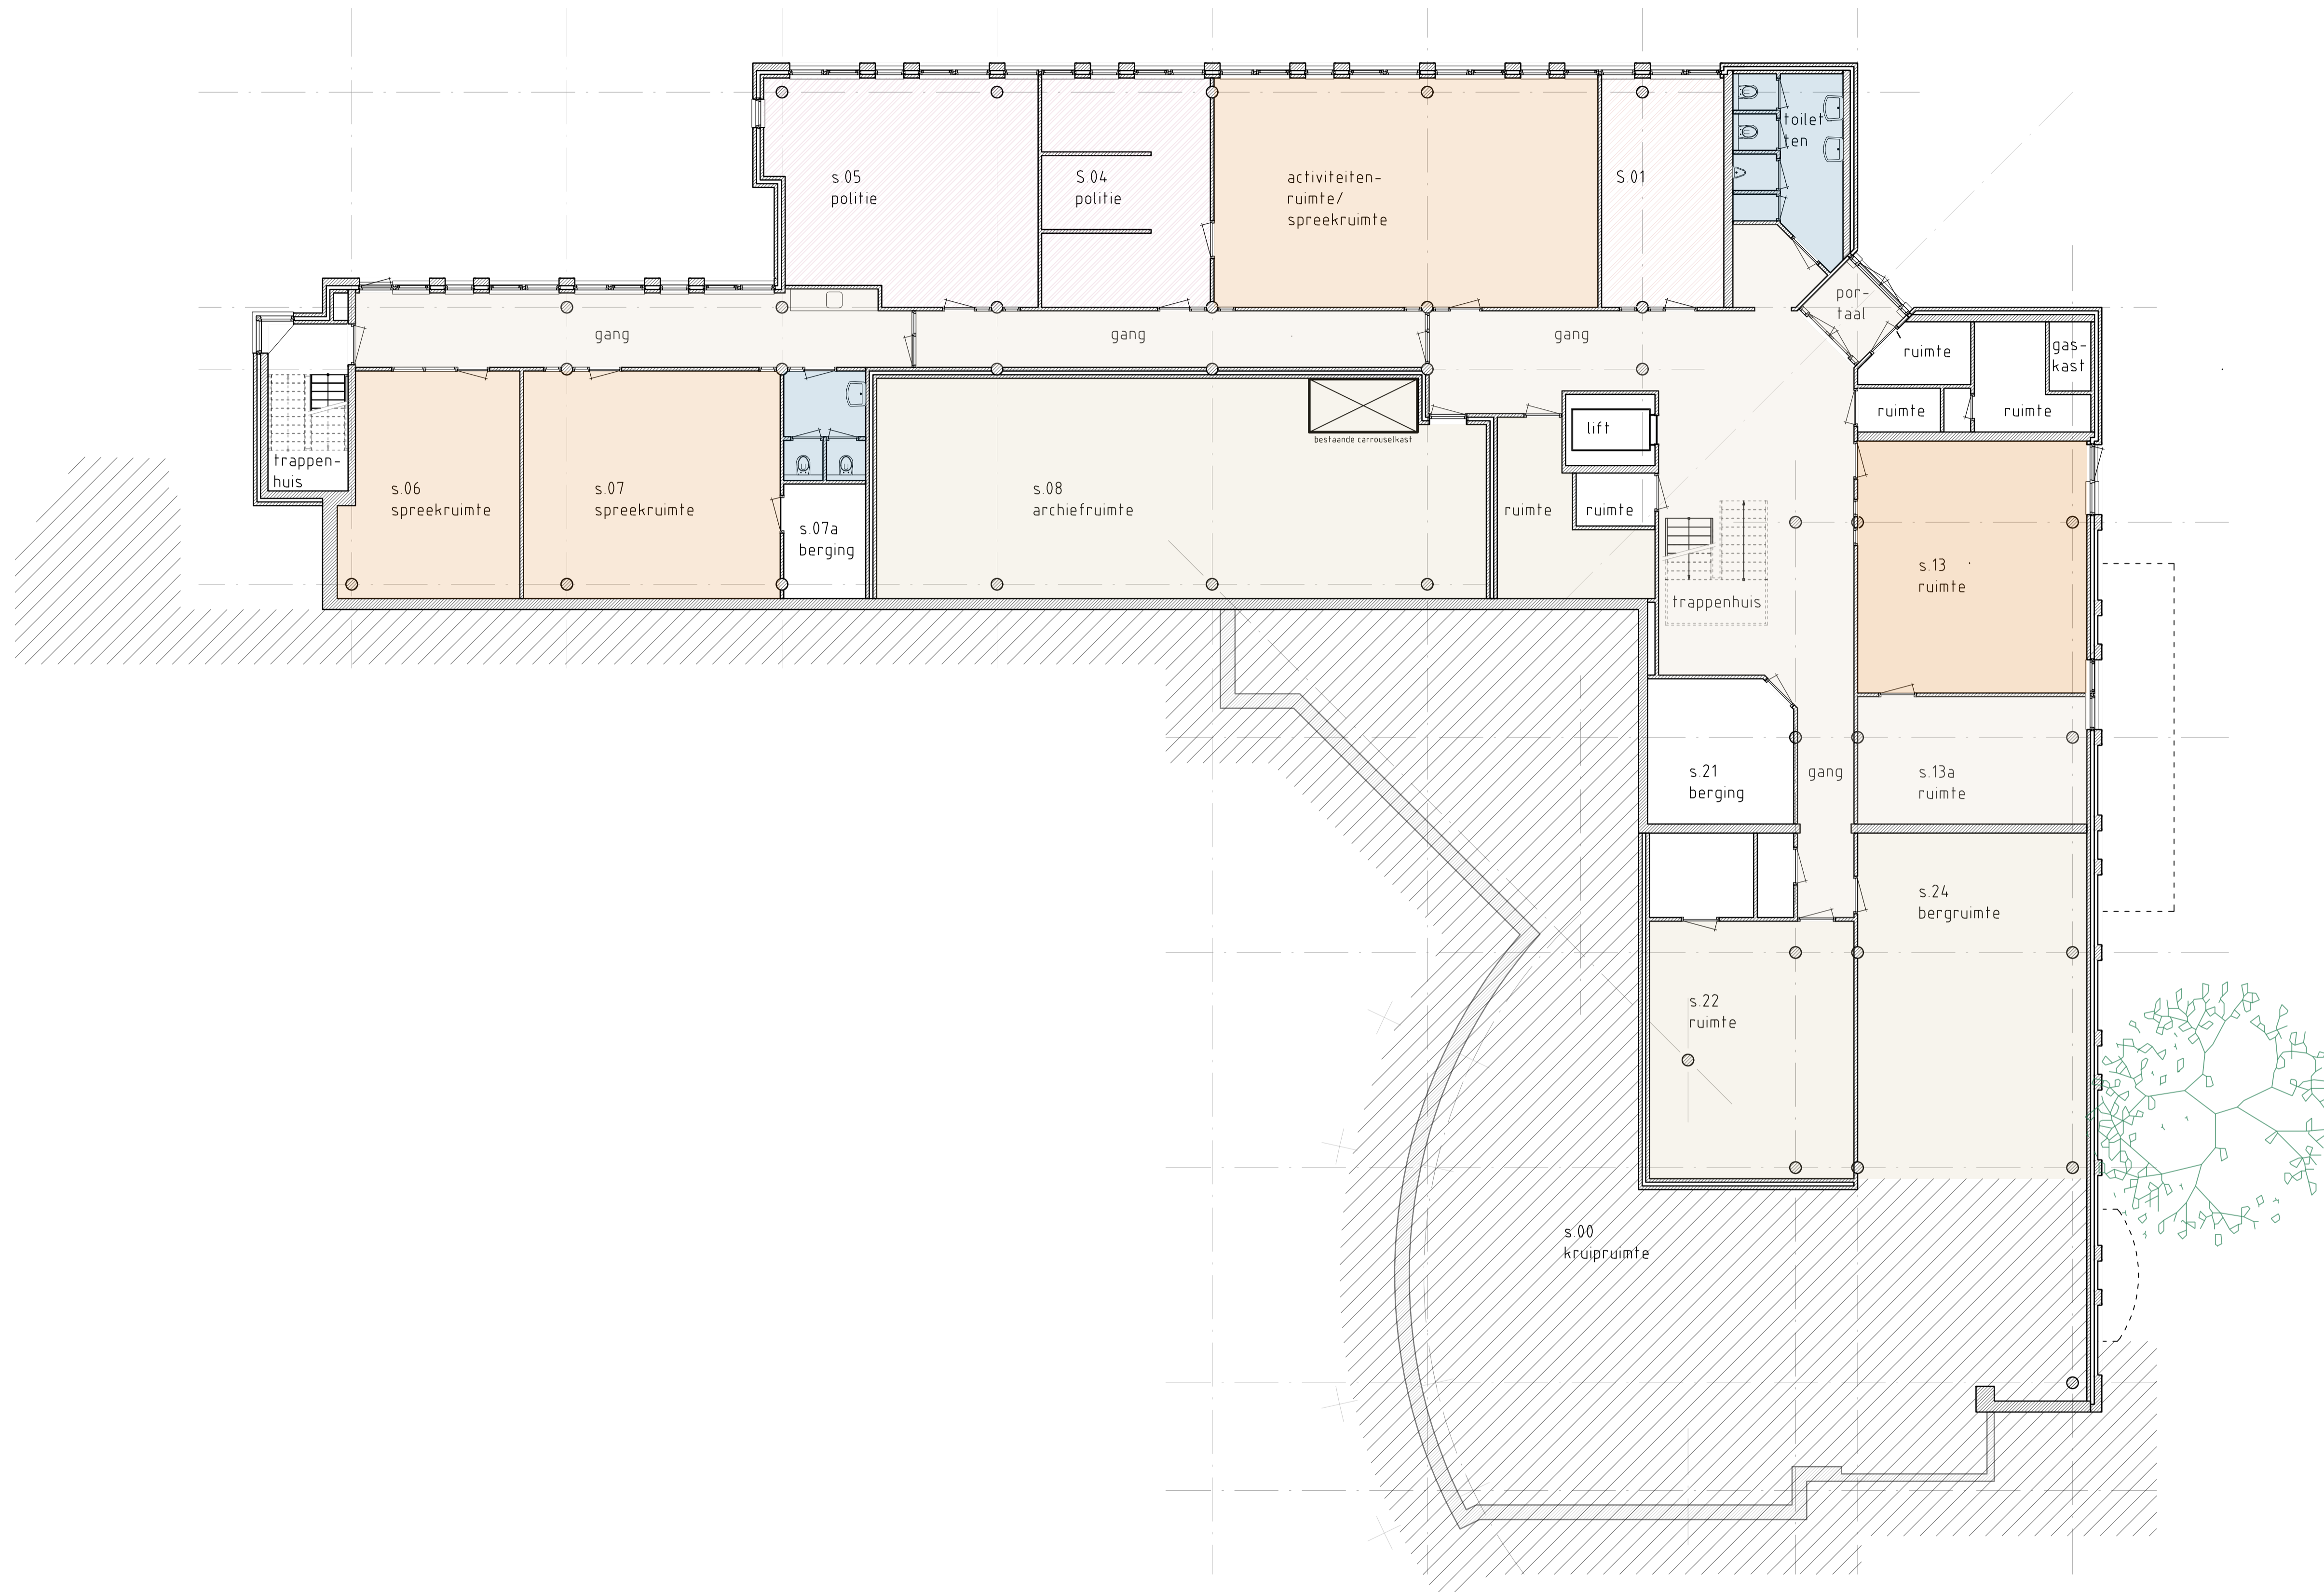 s.05
politie
S.04
politie
activiteiten-
ruimte/
spreekruimte
S.01
toilet
ten
por-
taal
gang
gang
gang
ruimte
gas-
kast
ruimte
ruimte
lift
bestaande carrouselkast
trappen-
huis
s.06
spreekruimte
s.07
spreekruimte
s.07a
berging
s.08
archiefruimte
ruimte
ruimte
trappenhuis
s.13
ruimte
s.21
berging
gang
s.13a
ruimte
s.24
bergruimte
s.22
ruimte
s.00
kruipruimte